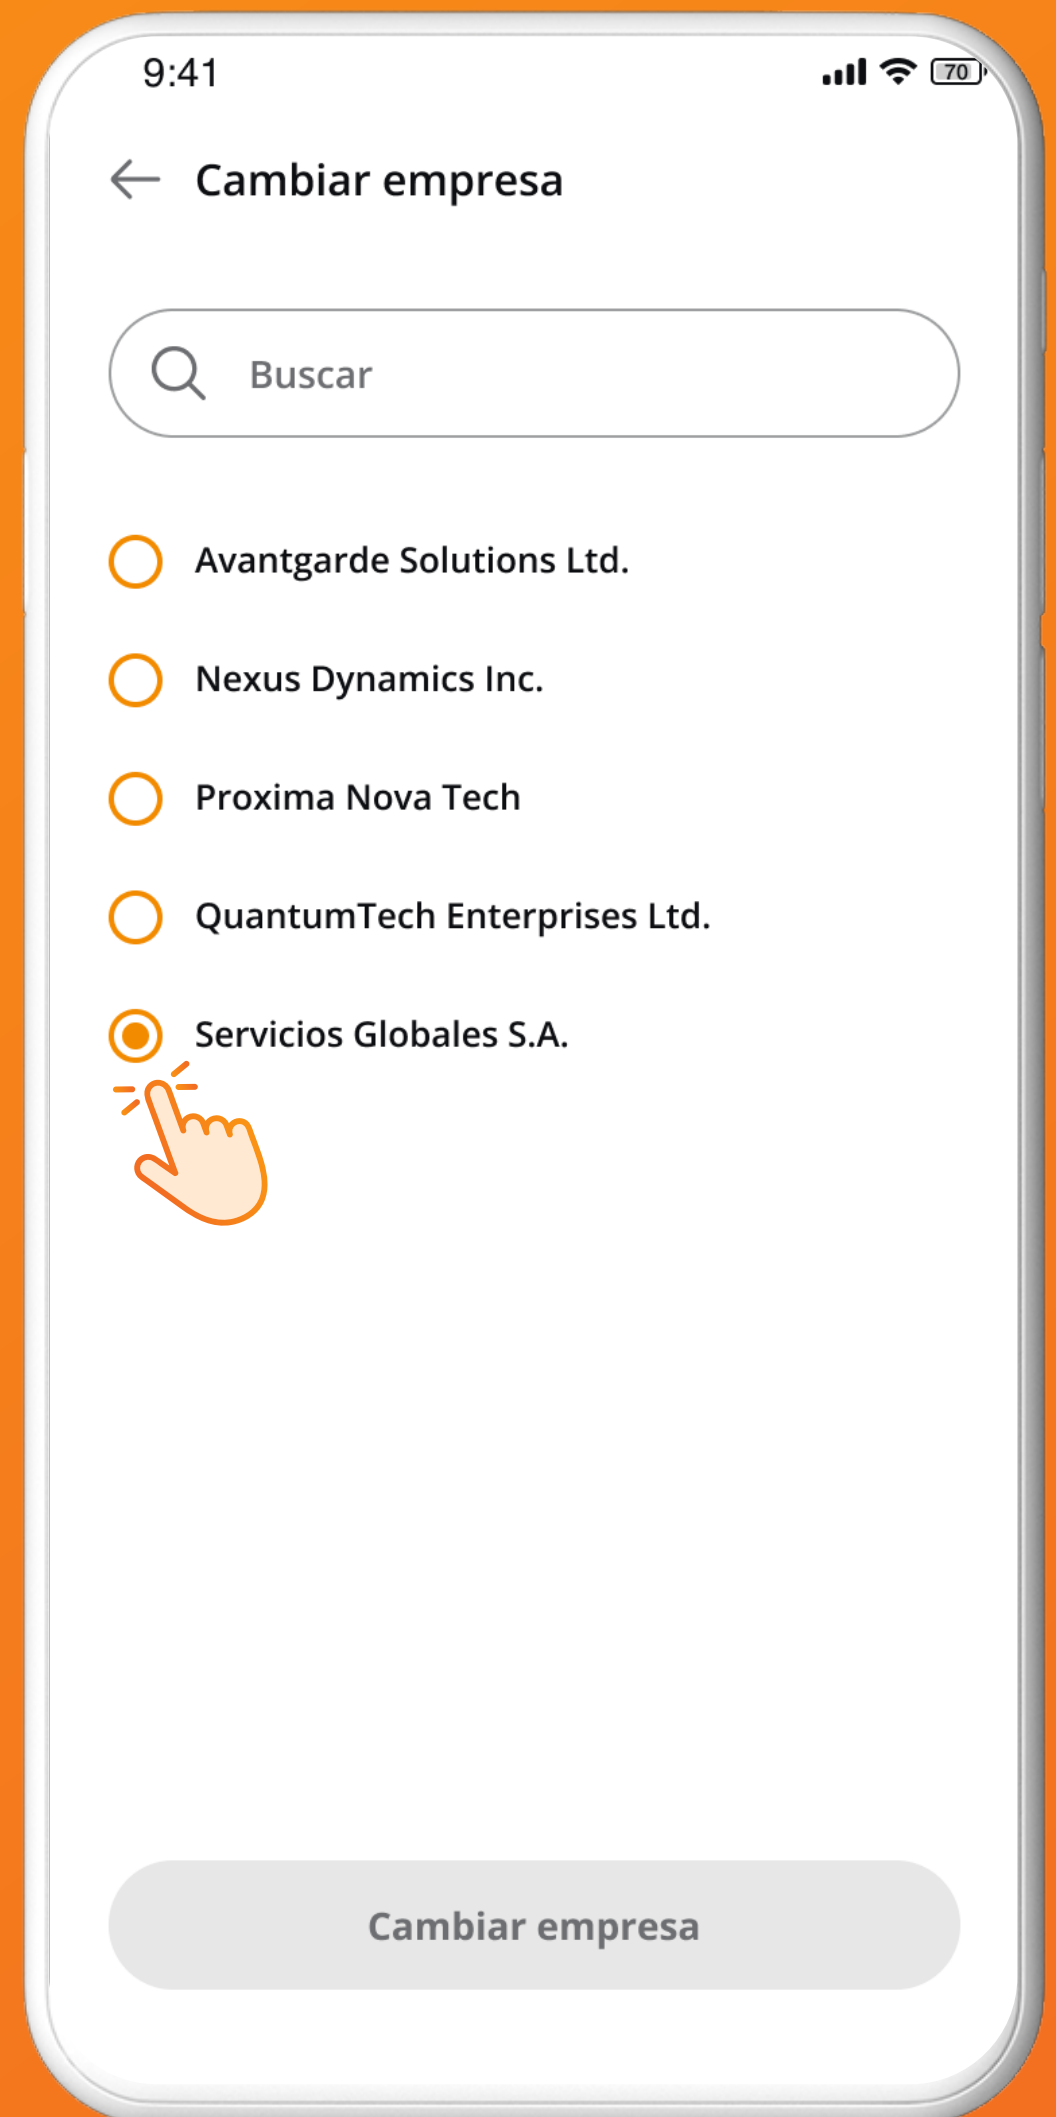 9:41
70
Cambiar empresa
Buscar
Avantgarde Solutions Ltd.
Nexus Dynamics Inc.
Proxima Nova Tech
QuantumTech Enterprises Ltd.
Servicios Globales S.A.
Cambiar empresa